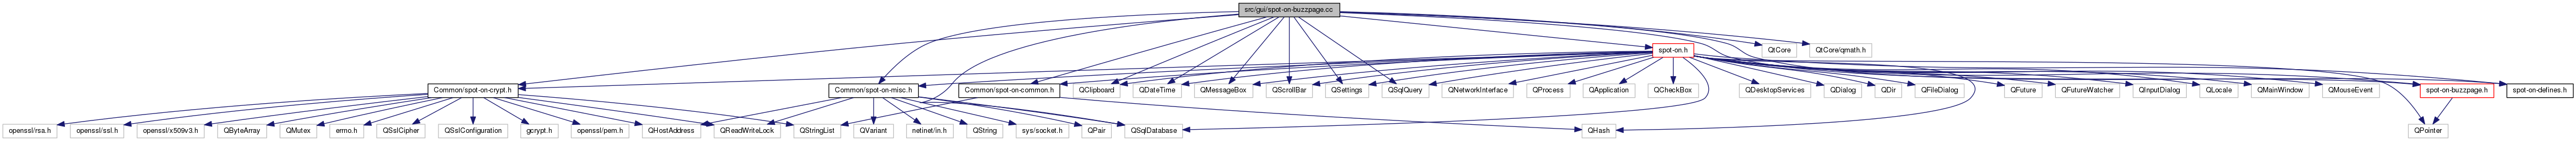 src/gui/spot-on-buzzpage.cc
spot-on.h
QtCore
QtCore/qmath.h
Common/spot-on-crypt.h
Common/spot-on-misc.h
Common/spot-on-common.h
QClipboard
QDateTime
QMessageBox
QScrollBar
QSettings
QSqlQuery
QNetworkInterface
QProcess
QApplication
QCheckBox
QDesktopServices
QDialog
QDir
QFileDialog
QFuture
QFutureWatcher
QInputDialog
QLocale
QMainWindow
QMouseEvent
spot-on-buzzpage.h
spot-on-defines.h
openssl/rsa.h
openssl/ssl.h
openssl/x509v3.h
QByteArray
QMutex
errno.h
QSslCipher
QSslConfiguration
gcrypt.h
openssl/pem.h
QHostAddress
QReadWriteLock
QStringList
QVariant
netinet/in.h
QString
sys/socket.h
QPair
QSqlDatabase
QHash
QPointer